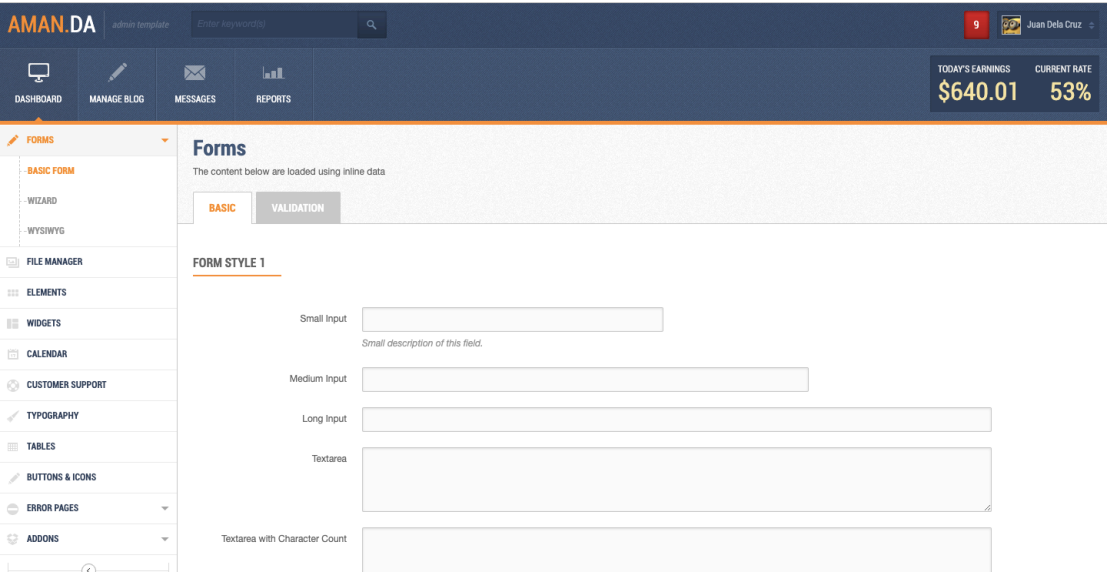 AMAN.DA admin template Enter keyword(s) 9 Juan Dela Cruz
DASHBOARD MANAGE BLOG MESSAGES REPORTS
TODAY'S EARNINGS CURRENT RATE
$640.01 53%
FORMS
BASIC FORM
WIZARD
WYSIWYG
FILE MANAGER
ELEMENTS
WIDGETS
CALENDAR
CUSTOMER SUPPORT
TYPOGRAPHY
TABLES
BUTTONS & ICONS
ERROR PAGES
ADDONS
Forms
The content below are loaded using inline data
BASIC VALIDATION
FORM STYLE 1
Small Input
Small description of this field.
Medium Input
Long Input
Textarea
Textarea with Character Count